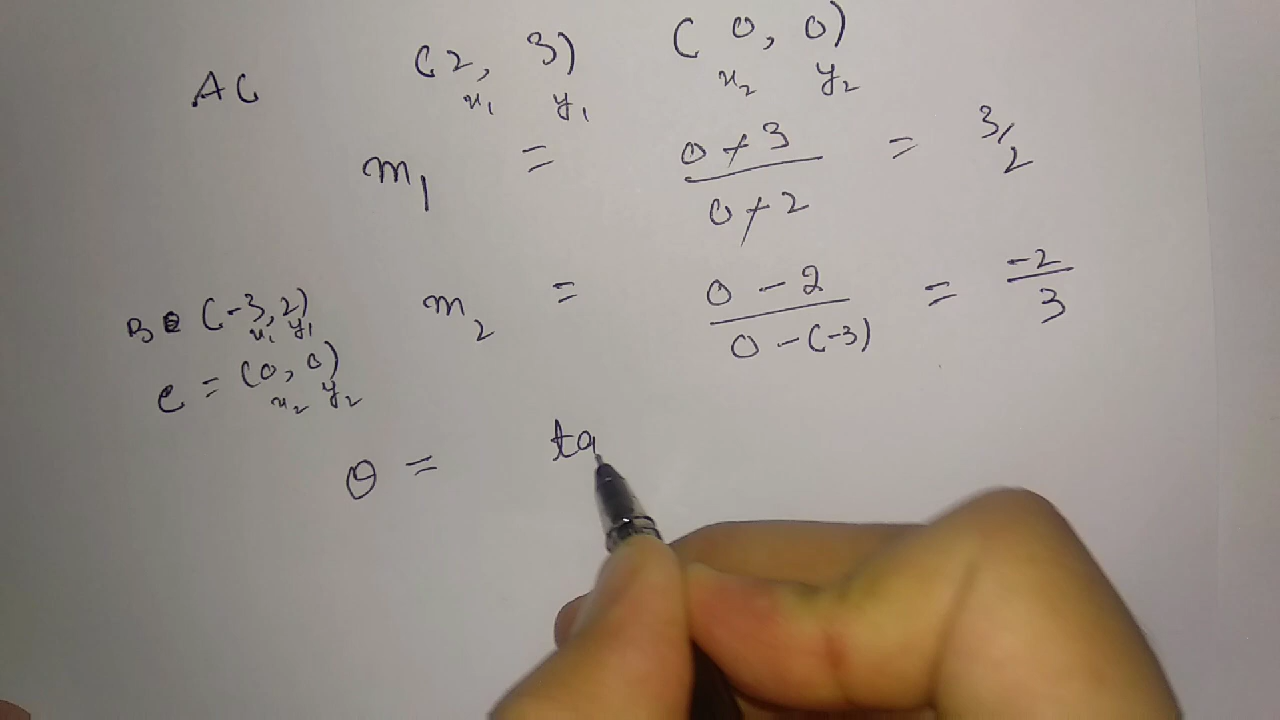 AC (2, 3) (0, 0)
x₁ y₁ x₂ y₂
m₁ = 0+3/0+2 = 3/2
B (-3, 2) m₂ = 0-2/0-(-3) = -2/3
x₁ y₁
c = (0, 0)
x₂ y₂
θ = ta